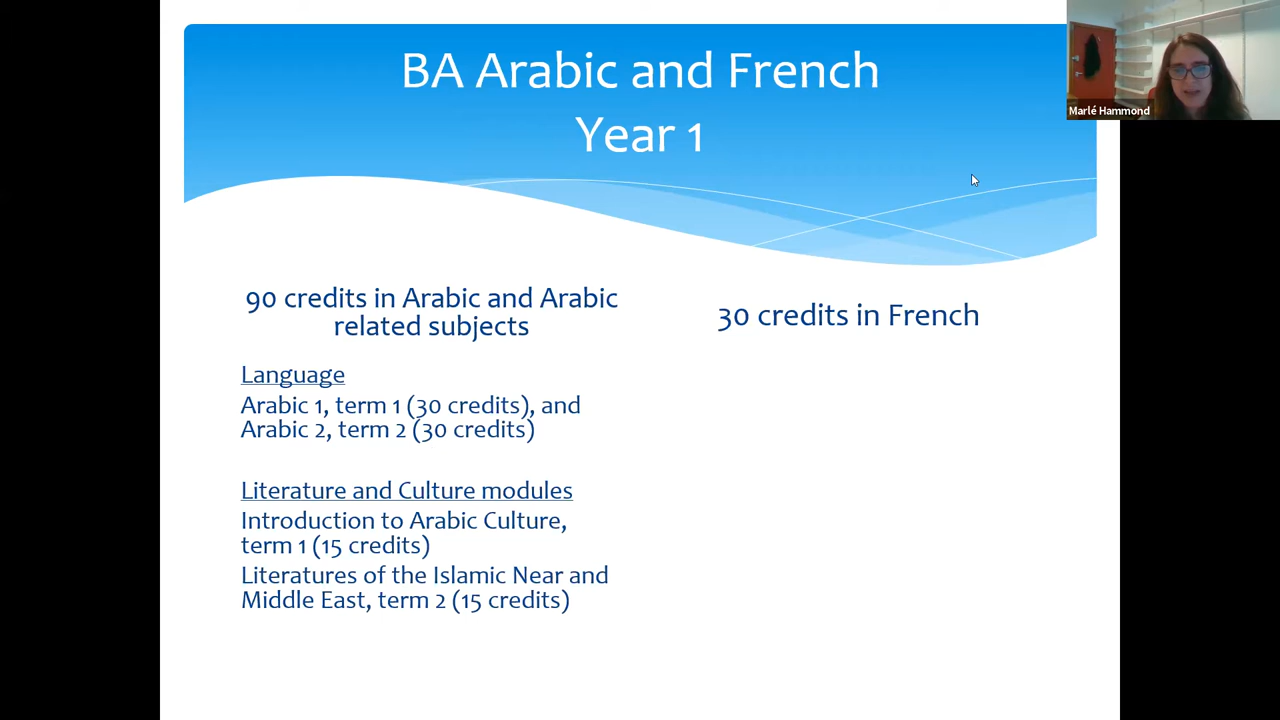 BA Arabic and French
Year 1
Marlé Hammond
90 credits in Arabic and Arabic
related subjects
Language
Arabic 1, term 1 (30 credits), and
Arabic 2, term 2 (30 credits)
Literature and Culture modules
Introduction to Arabic Culture,
term 1 (15 credits)
Literatures of the Islamic Near and
Middle East, term 2 (15 credits)
30 credits in French